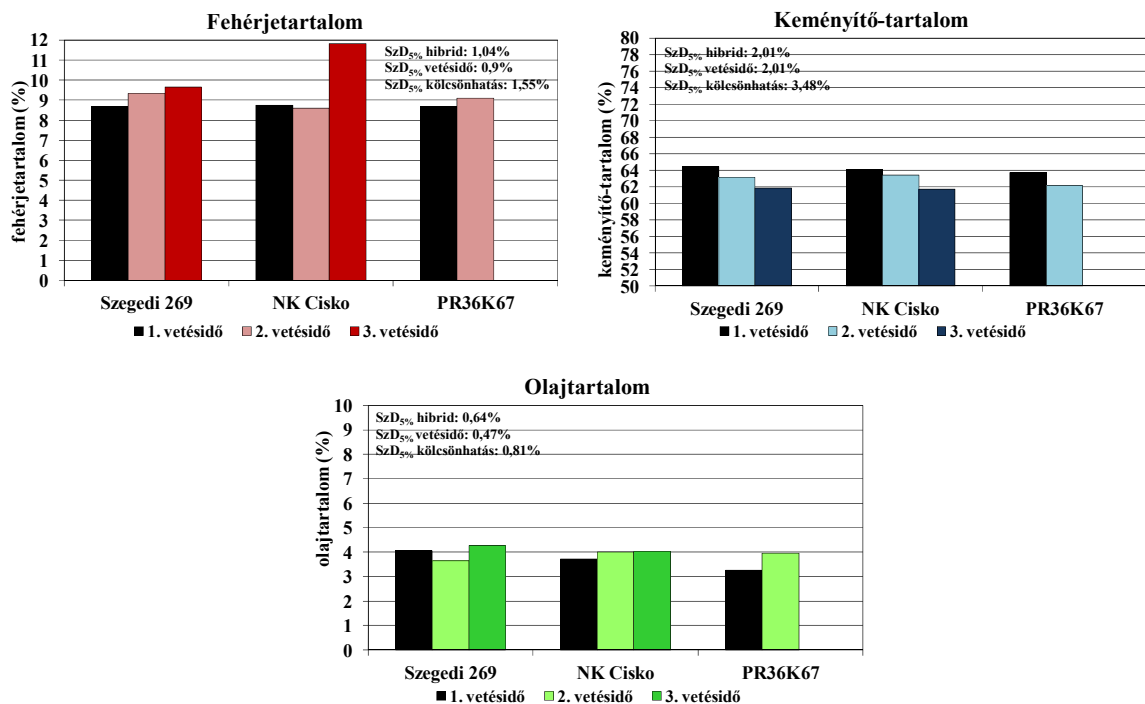 Fehérjetartalom
12
11
10
9
8
7
6
5
4
3
2
1
0
fehérjetartalom (%)
SzD5% hibrid: 1,04%
SzD5% vetésidő: 0,9%
SzD5% kölcsönhatás: 1,55%
Szegedi 269 NK Cisko PR36K67
1. vetésidő 2. vetésidő 3. vetésidő
Keményítő-tartalom
80
78
76
74
72
70
68
66
64
62
60
58
56
54
52
50
keményítő-tartalom (%)
SzD5% hibrid: 2,01%
SzD5% vetésidő: 2,01%
SzD5% kölcsönhatás: 3,48%
Szegedi 269 NK Cisko PR36K67
1. vetésidő 2. vetésidő 3. vetésidő
Olajtartalom
10
9
8
7
6
5
4
3
2
1
0
olajtartalom (%)
SzD5% hibrid: 0,64%
SzD5% vetésidő: 0,47%
SzD5% kölcsönhatás: 0,81%
Szegedi 269 NK Cisko PR36K67
1. vetésidő 2. vetésidő 3. vetésidő